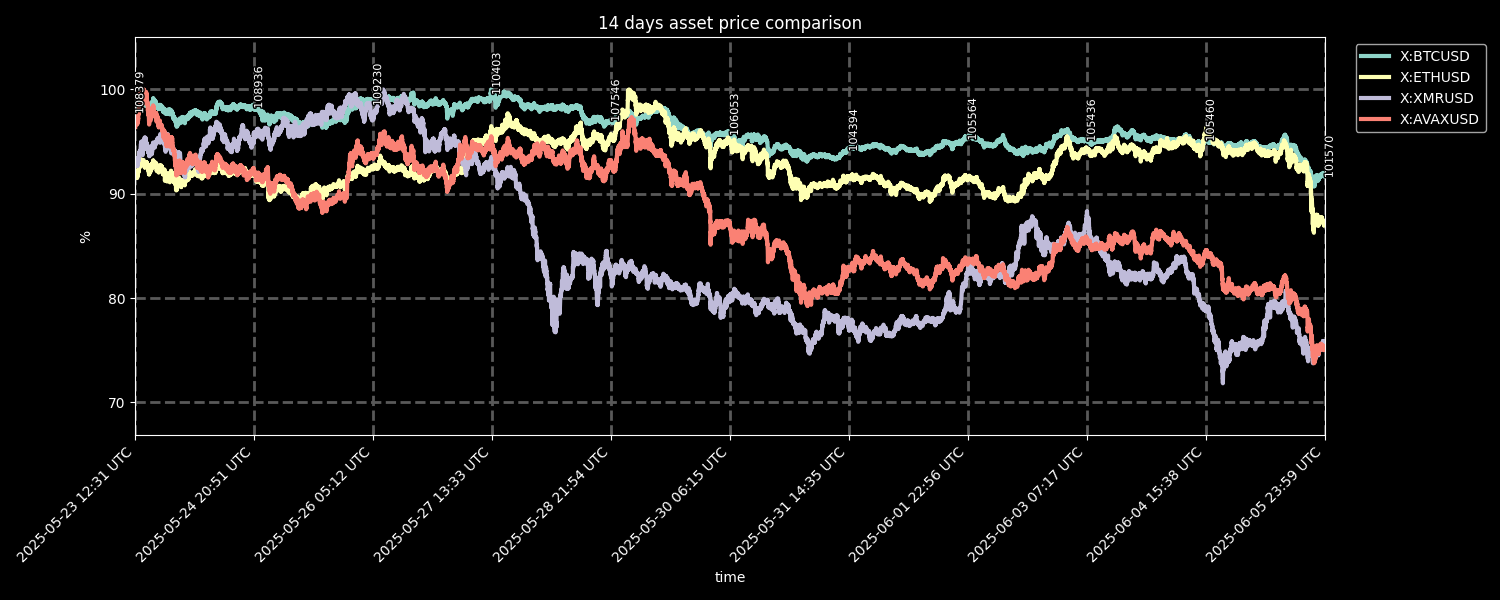 14 days asset price comparison
X:BTCUSD
X:ETHUSD
X:XMRUSD
X:AVAXUSD
100
90
80
70
%
108379
108936
109230
110403
107546
106053
104394
105564
105436
105460
101570
2025-05-23 12:31 UTC
2025-05-24 20:51 UTC
2025-05-26 05:12 UTC
2025-05-27 13:33 UTC
2025-05-28 21:54 UTC
2025-05-30 06:15 UTC
2025-05-31 14:35 UTC
2025-06-01 22:56 UTC
2025-06-03 07:17 UTC
2025-06-04 15:38 UTC
2025-06-05 23:59 UTC
time